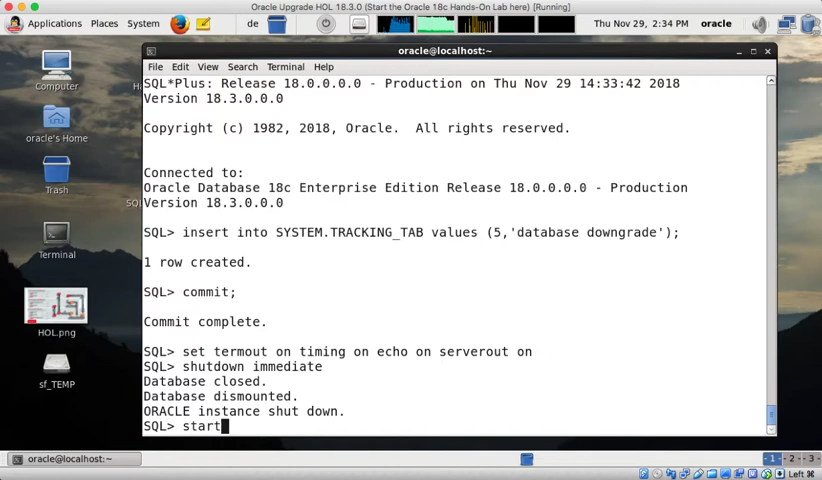 Oracle Upgrade HOL 18.3.0 (Start the Oracle 18c Hands-On Lab here) [Running]
Applications Places System de Thu Nov 29, 2:34 PM oracle
oracle@localhost:~
File Edit View Search Terminal Help
SQL*Plus: Release 18.0.0.0.0 - Production on Thu Nov 29 14:33:42 2018
Version 18.3.0.0.0
Copyright (c) 1982, 2018, Oracle. All rights reserved.
Connected to:
Oracle Database 18c Enterprise Edition Release 18.0.0.0.0 - Production
Version 18.3.0.0.0
SQL> insert into SYSTEM.TRACKING_TAB values (5,'database downgrade');
1 row created.
SQL> commit;
Commit complete.
SQL> set termout on timing on echo on serverout on
SQL> shutdown immediate
Database closed.
Database dismounted.
ORACLE instance shut down.
SQL> start
Computer
oracle's Home
Trash
Terminal
HOL.png
sf_TEMP
oracle@localhost:~
1 2 3
Left ⌘